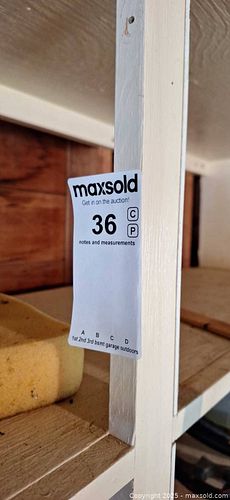 maxsold
Get in on the auction!
36 C
P
notes and measurements
A B C D
1st 2nd 3rd bsmt garage outdoors
Copyright 2025 - maxsold.com